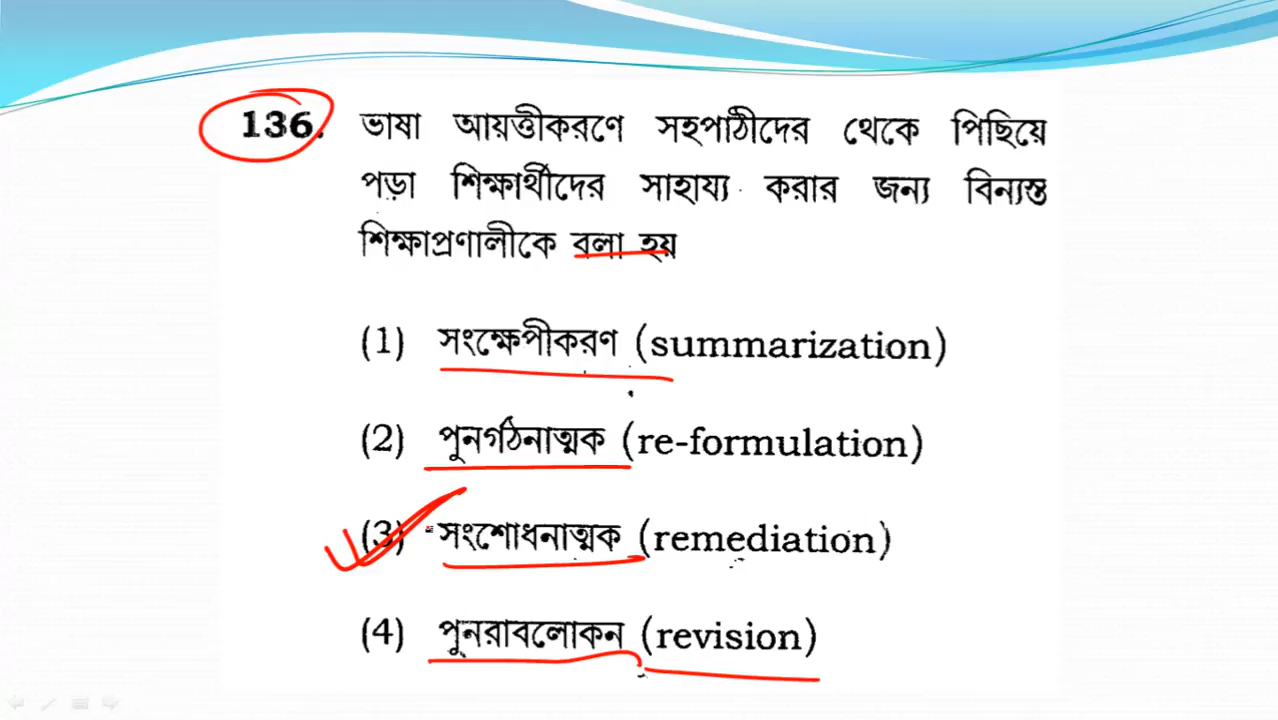 136. ভাষা আয়ত্তীকরণে সহপাঠীদের থেকে পিছিয়ে
পড়া শিক্ষার্থীদের সাহায্য করার জন্য বিন্যস্ত
শিক্ষাপ্রণালীকে বলা হয়
(1) সংক্ষেপীকরণ (summarization)
(2) পুনর্গঠনাত্মক (re-formulation)
(3) সংশোধনাত্মক (remediation)
(4) পুনরাবলোকন (revision)